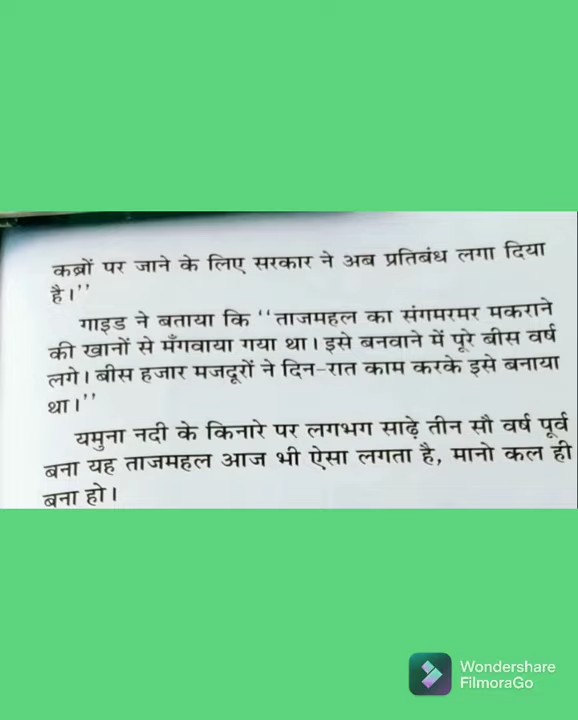 कब्रों पर जाने के लिए सरकार ने अब प्रतिबंध लगा दिया
है।''
गाइड ने बताया कि ''ताजमहल का संगमरमर मकराने
की खानों से मँगवाया गया था। इसे बनवाने में पूरे बीस वर्ष
लगे। बीस हजार मजदूरों ने दिन-रात काम करके इसे बनाया
था।''
यमुना नदी के किनारे पर लगभग साढ़े तीन सौ वर्ष पूर्व
बना यह ताजमहल आज भी ऐसा लगता है, मानो कल ही
बना हो।
Wondershare
FilmoraGo